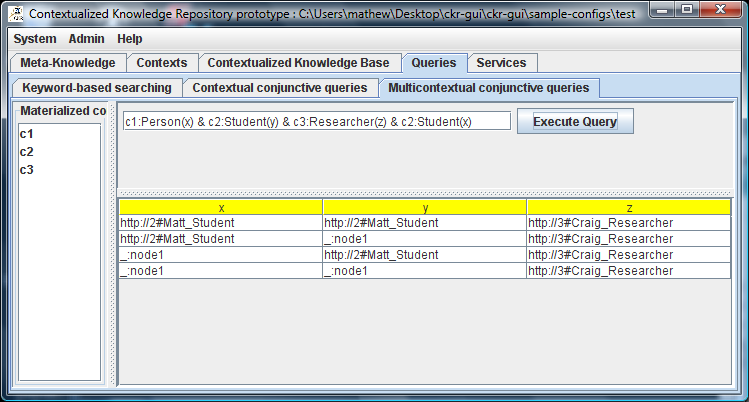 Contextualized Knowledge Repository prototype : C:\Users\mathew\Desktop\ckr-gui\ckr-gui\sample-configs\test
System Admin Help
Meta-Knowledge Contexts Contextualized Knowledge Base Queries Services
Keyword-based searching Contextual conjunctive queries Multicontextual conjunctive queries
Materialized co
c1:Person(x) & c2:Student(y) & c3:Researcher(z) & c2:Student(x) Execute Query
c1
c2
c3
x y z
http://2#Matt_Student http://2#Matt_Student http://3#Craig_Researcher
http://2#Matt_Student _:node1 http://3#Craig_Researcher
_:node1 http://2#Matt_Student http://3#Craig_Researcher
_:node1 _:node1 http://3#Craig_Researcher